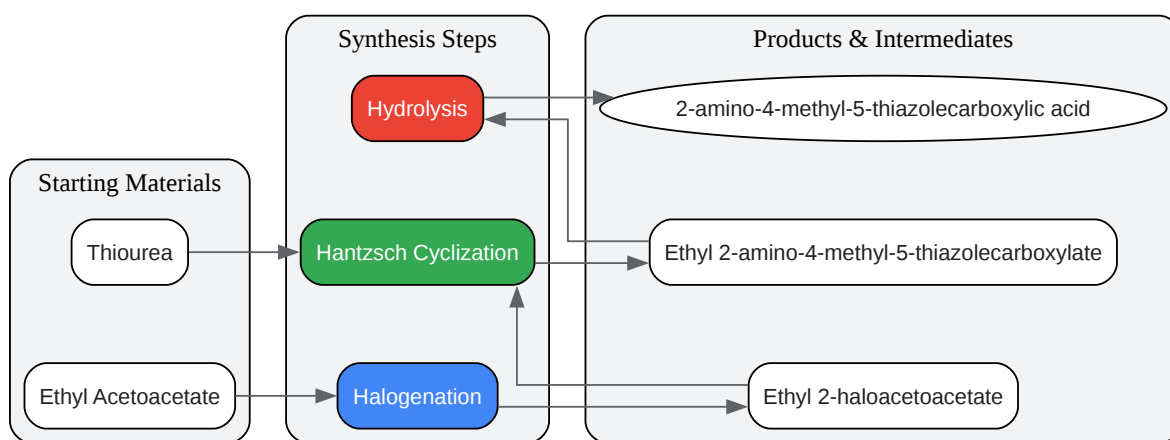 Synthesis Steps
Products & Intermediates
Hydrolysis
2-amino-4-methyl-5-thiazolecarboxylic acid
Starting Materials
Thiourea
Hantzsch Cyclization
Ethyl 2-amino-4-methyl-5-thiazolecarboxylate
Ethyl Acetoacetate
Halogenation
Ethyl 2-haloacetoacetate